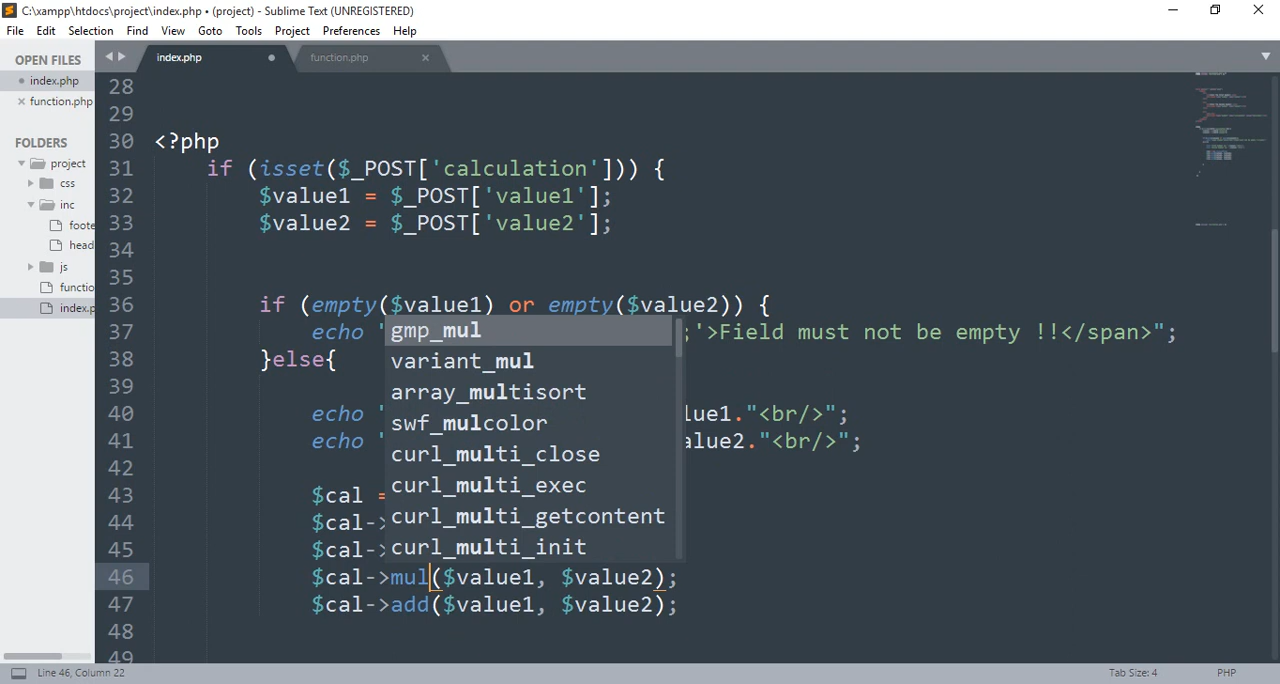 C:\xampp\htdocs\project\index.php • (project) - Sublime Text (UNREGISTERED)
File Edit Selection Find View Goto Tools Project Preferences Help
OPEN FILES
index.php
function.php
FOLDERS
project
css
inc
foote
head
js
functio
index.p
index.php
function.php
28
29
30 <?php
31 if (isset($_POST['calculation'])) {
32 $value1 = $_POST['value1'];
33 $value2 = $_POST['value2'];
34
35
36 if (empty($value1) or empty($value2)) {
37 echo ";'>Field must not be empty !!</span>";
38 }else{
39
40 echo 'lue1."<br/>";
41 echo 'alue2."<br/>";
42
43 $cal =
44 $cal->
45 $cal->
46 $cal->mul($value1, $value2);
47 $cal->add($value1, $value2);
48
49
gmp_mul
variant_mul
array_multisort
swf_mulcolor
curl_multi_close
curl_multi_exec
curl_multi_getcontent
curl_multi_init
Line 46, Column 22
Tab Size: 4
PHP